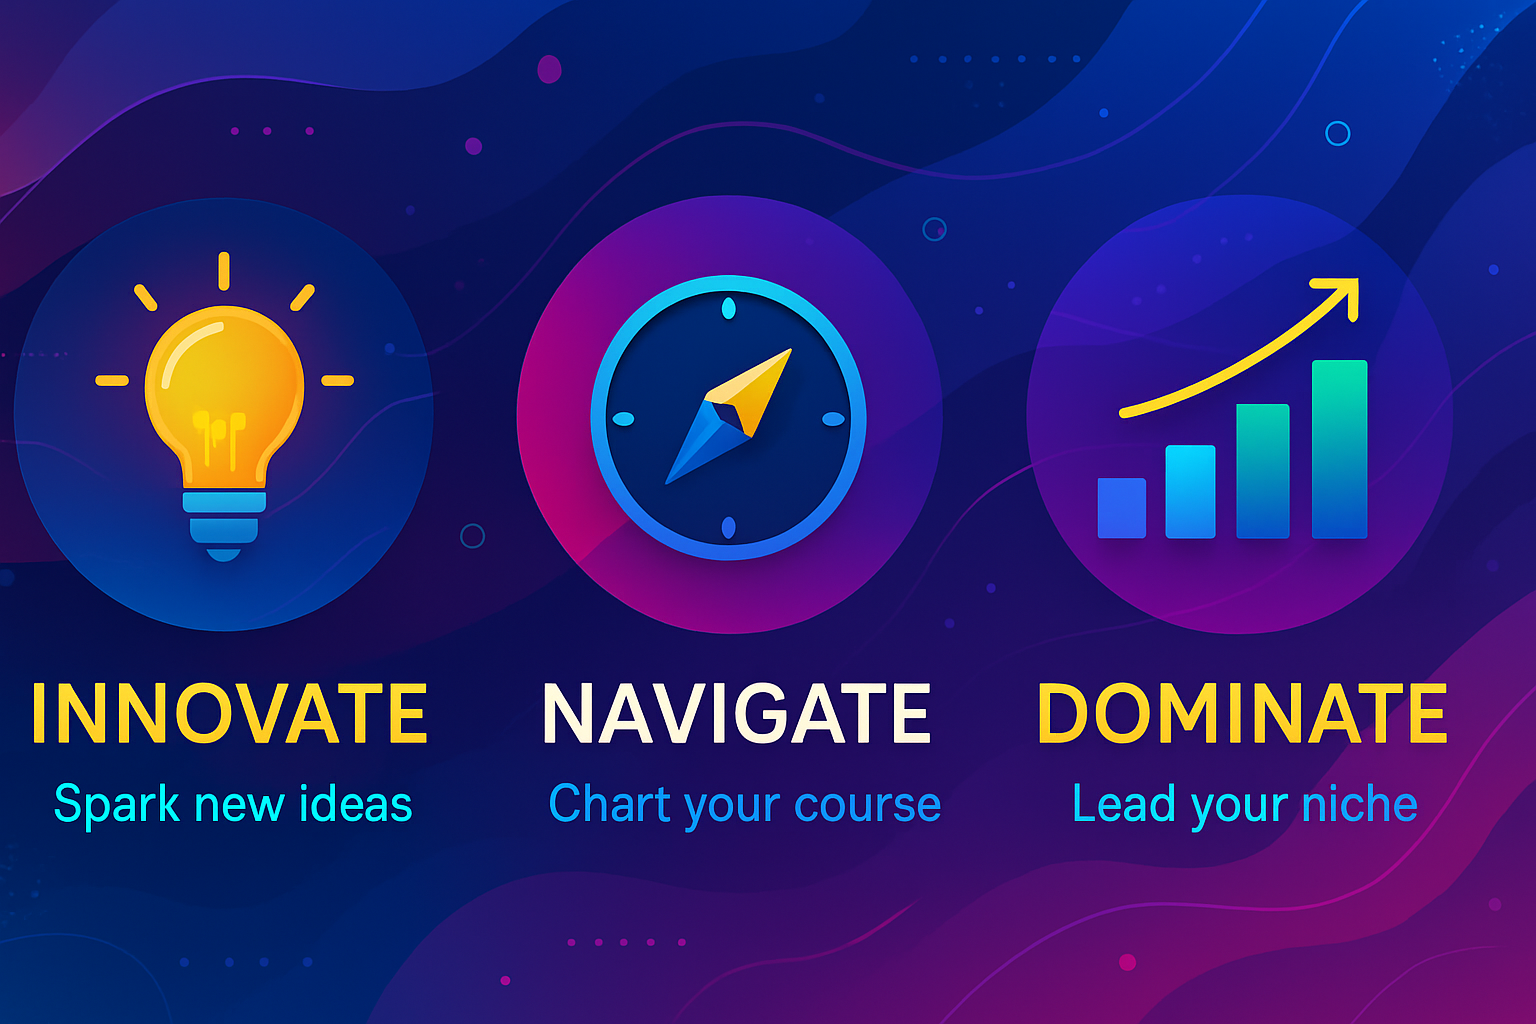 INNOVATE
Spark new ideas
NAVIGATE
Chart your course
DOMINATE
Lead your niche